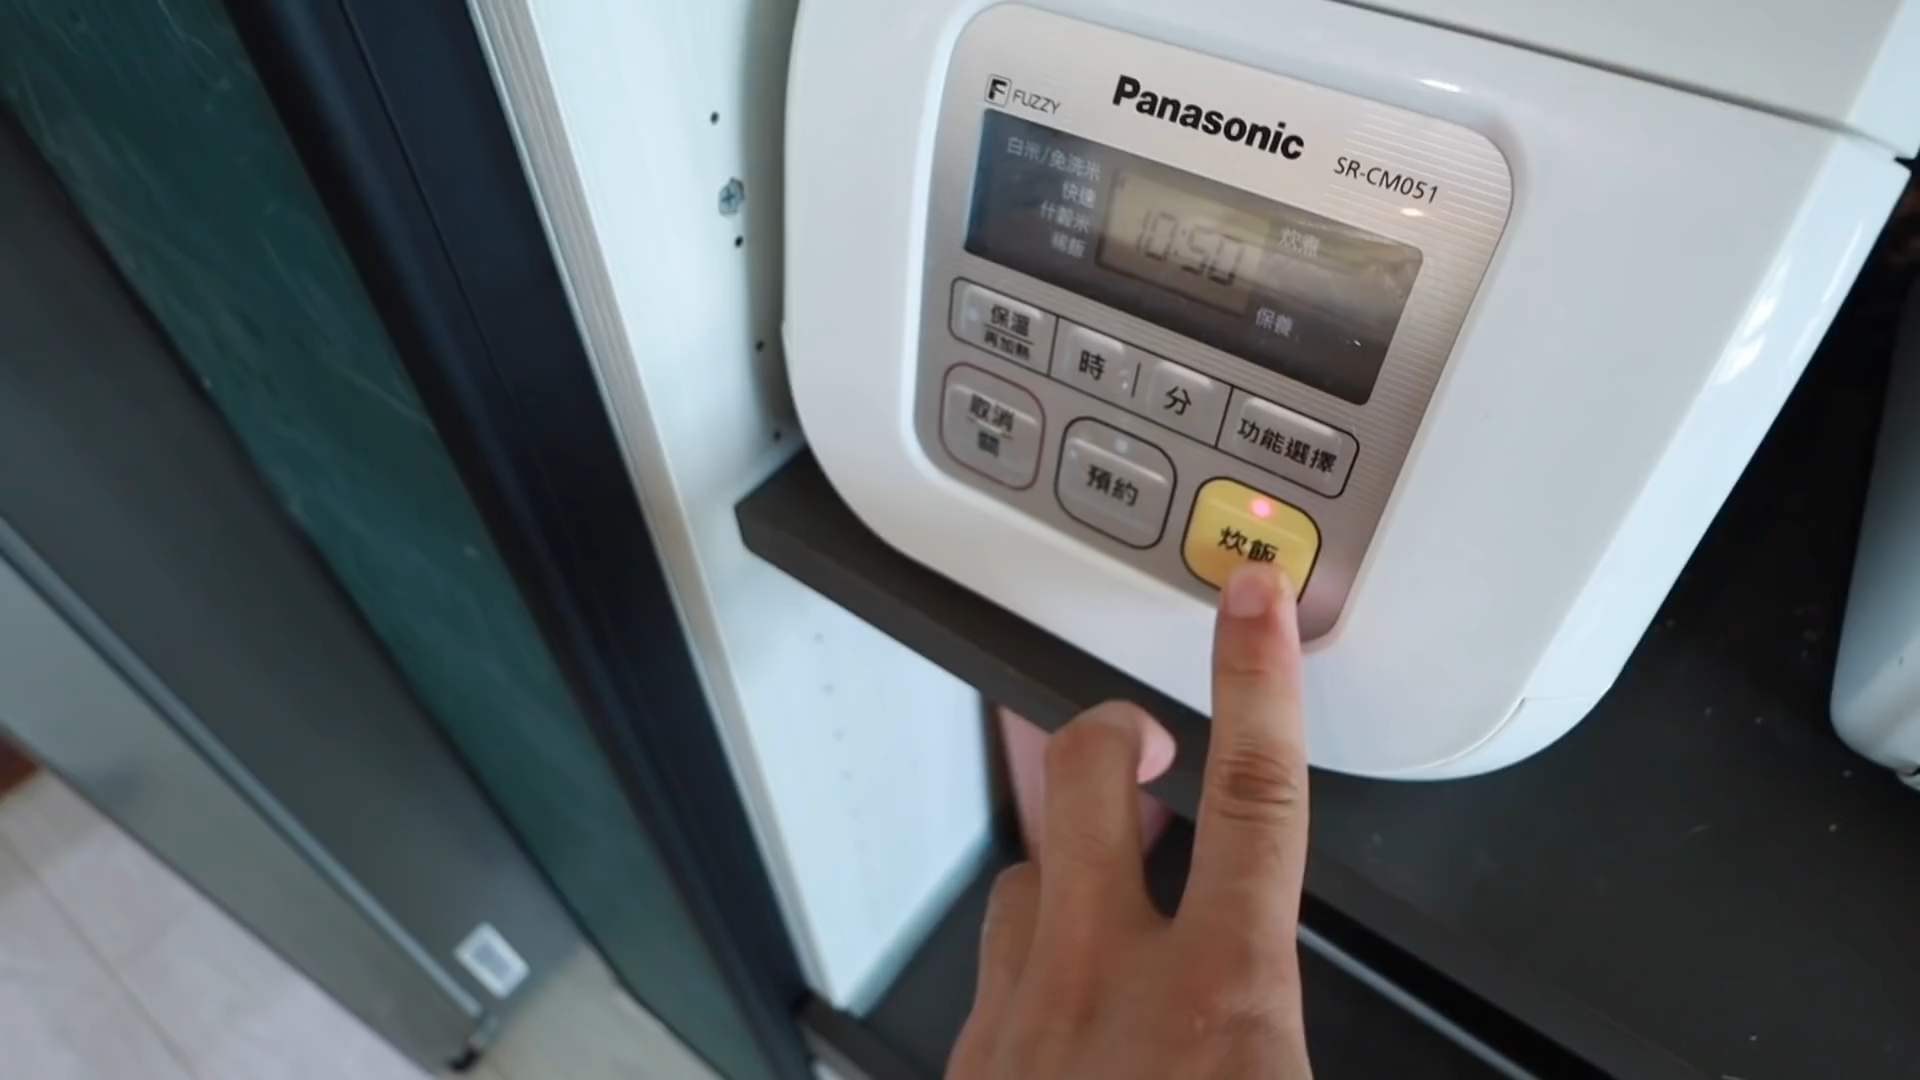 F FUZZY
Panasonic
SR-CM051
白米/免洗米
快速
什穀米
稀飯
10:50
炊煮
保養
保溫
再加熱
時
分
功能選擇
取消
關
預約
炊飯